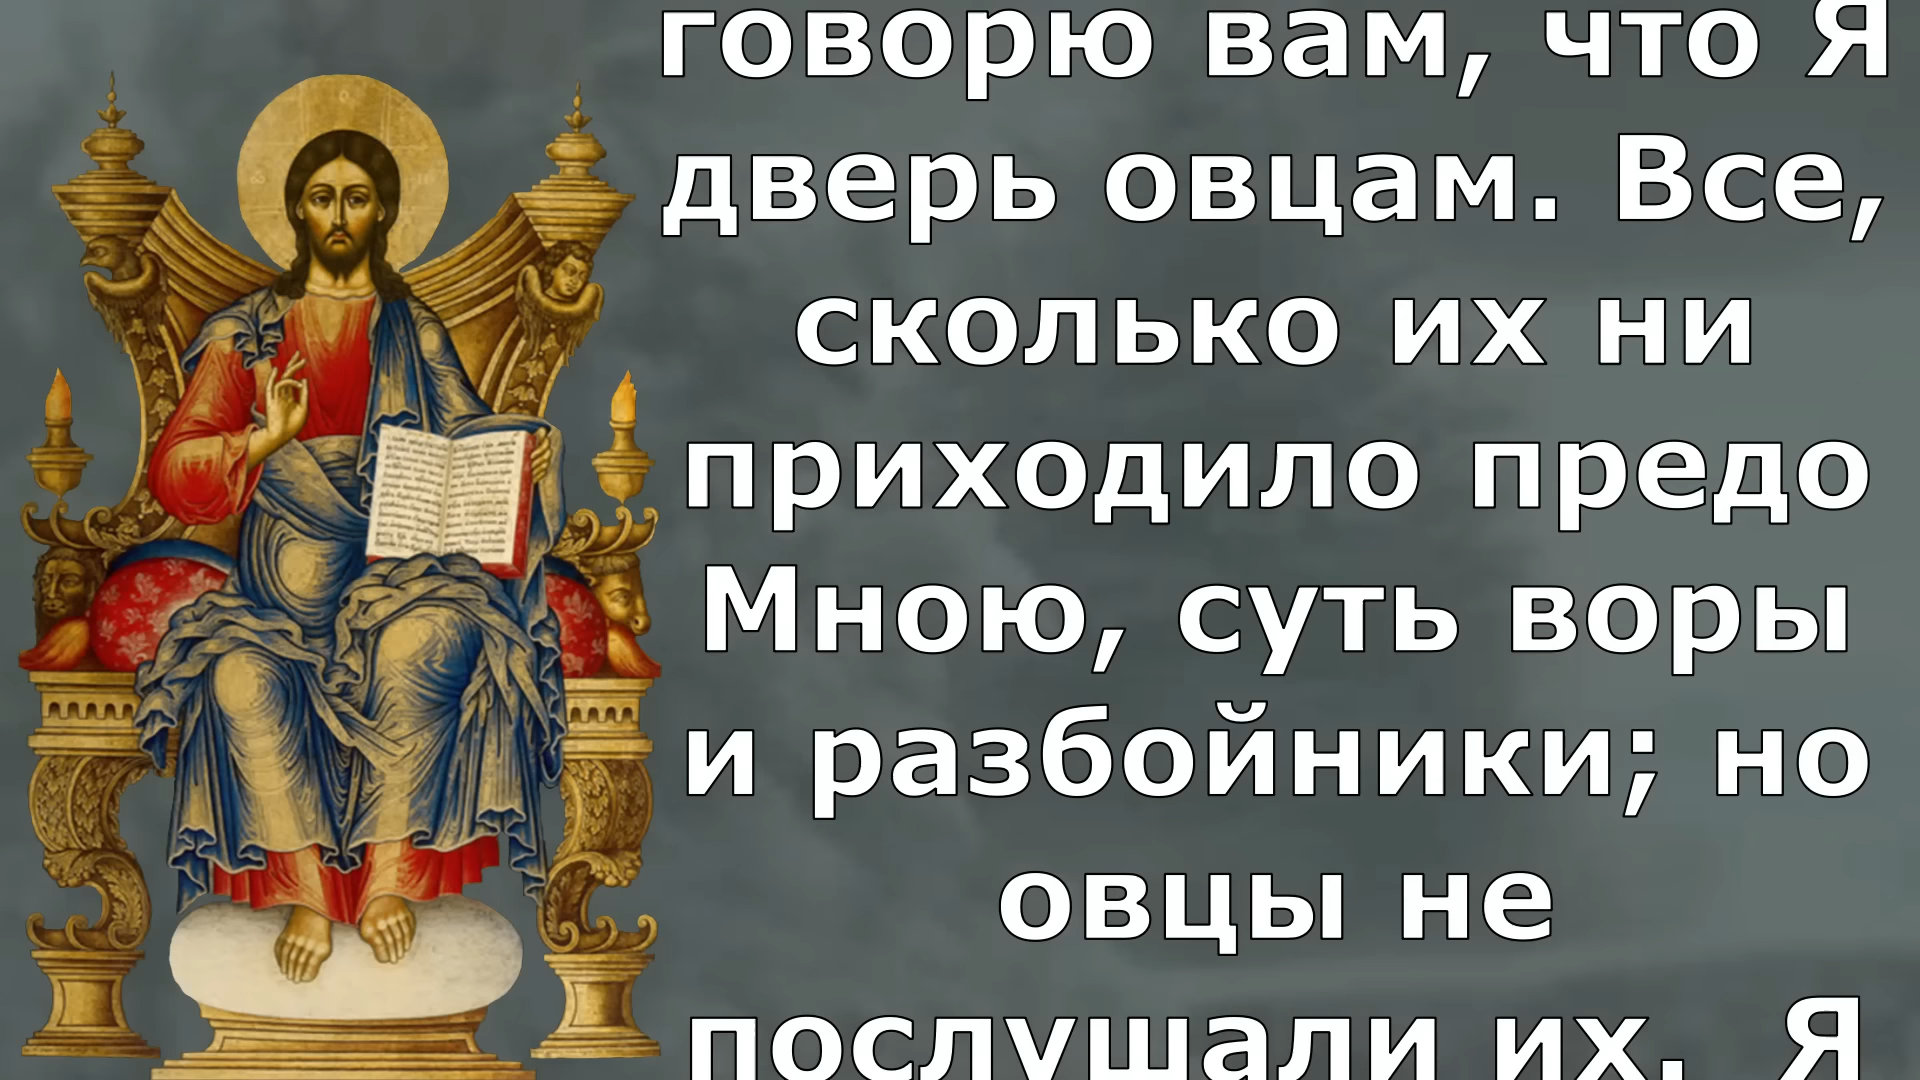 говорю вам, что Я
дверь овцам. Все,
сколько их ни
приходило предо
Мною, суть воры
и разбойники; но
овцы не
послушали их. Я